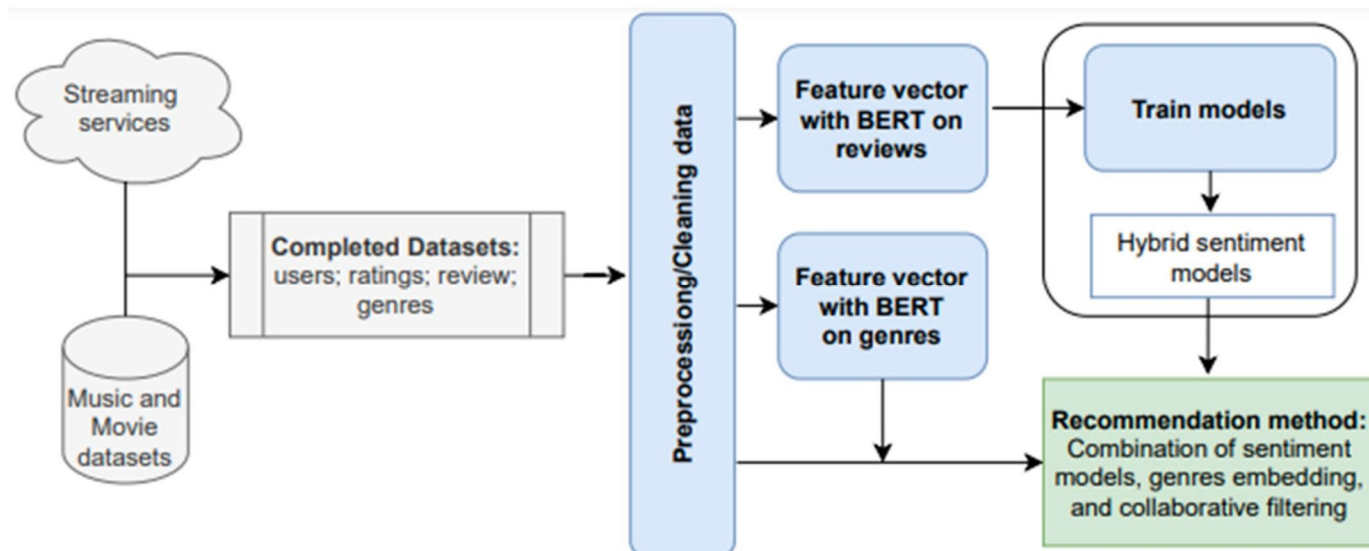 Streaming
services
Completed Datasets:
users; ratings; review;
genres
Music and
Movie
datasets
Preprocessiong/Cleaning data
Feature vector
with BERT on
reviews
Feature vector
with BERT
on genres
Train models
Hybrid sentiment
models
Recommendation method:
Combination of sentiment
models, genres embedding,
and collaborative filtering